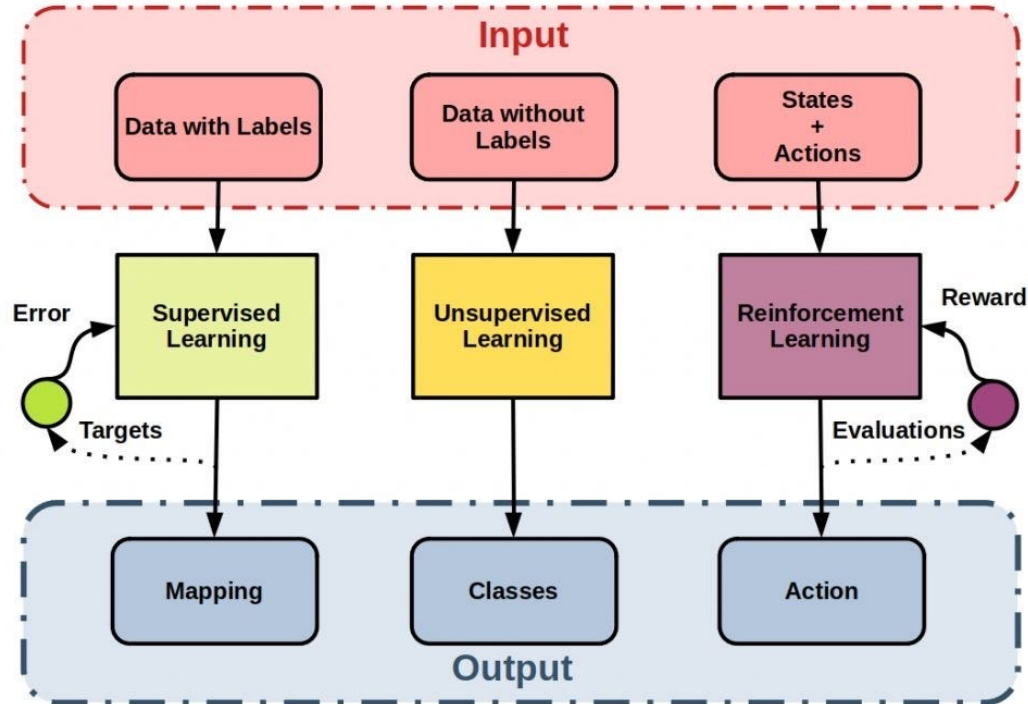 Input
Data with Labels
Data without
Labels
States
+
Actions
Error
Supervised
Learning
Unsupervised
Learning
Reinforcement
Learning
Reward
Targets
Evaluations
Mapping
Classes
Action
Output